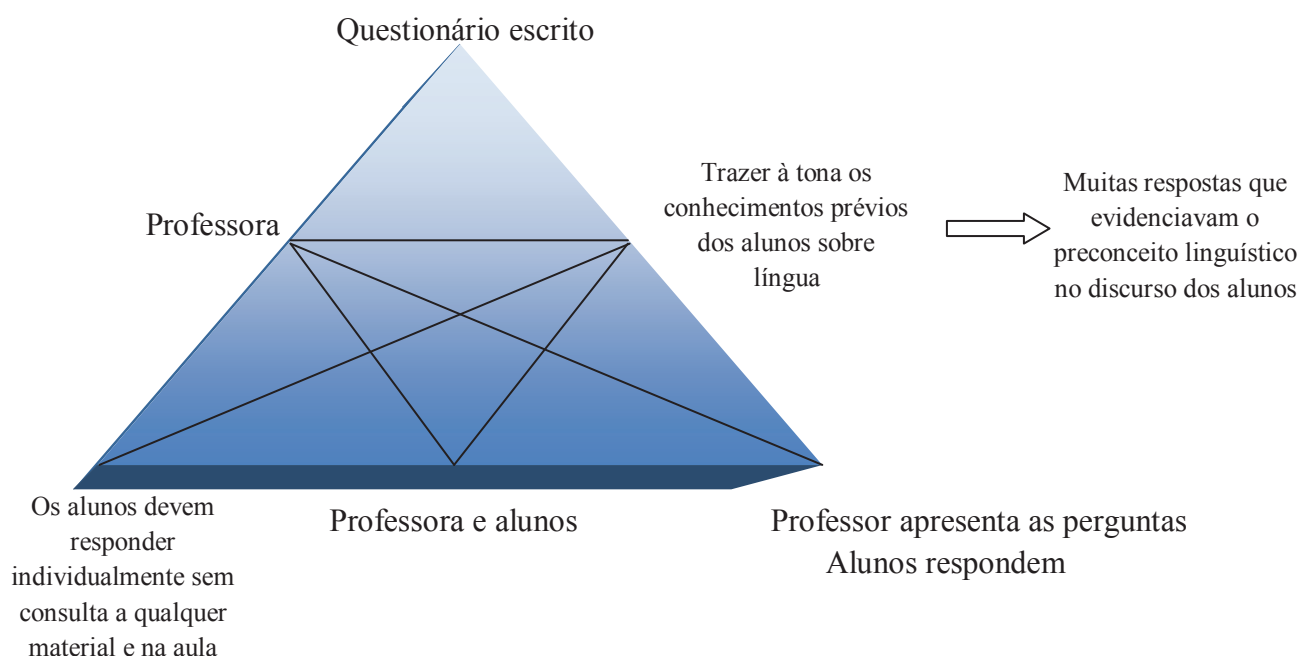 Questionário escrito
Professora
Trazer à tona os
conhecimentos prévios
dos alunos sobre
língua
Muitas respostas que
evidenciavam o
preconceito linguístico
no discurso dos alunos
Os alunos devem
responder
individualmente sem
consulta a qualquer
material e na aula
Professora e alunos
Professor apresenta as perguntas
Alunos respondem